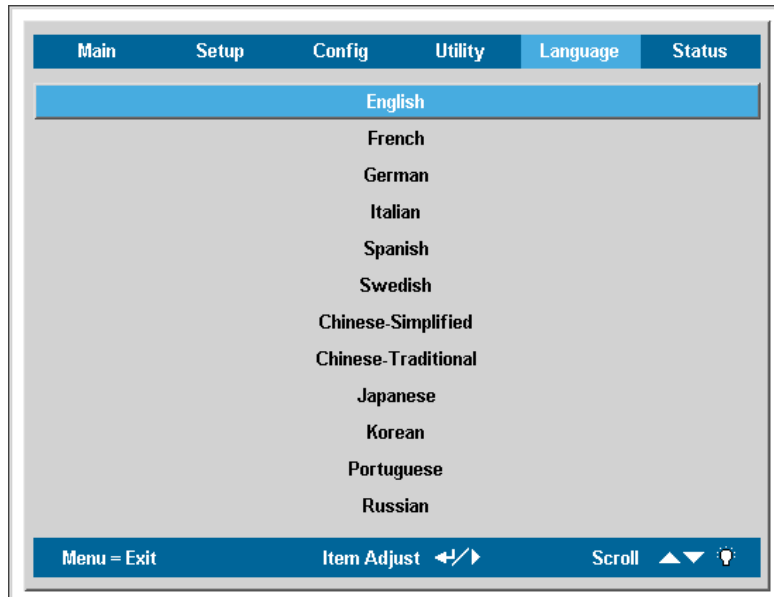 Main Setup Config Utility Language Status
English
French
German
Italian
Spanish
Swedish
Chinese-Simplified
Chinese-Traditional
Japanese
Korean
Portuguese
Russian
Menu = Exit Item Adjust / Scroll